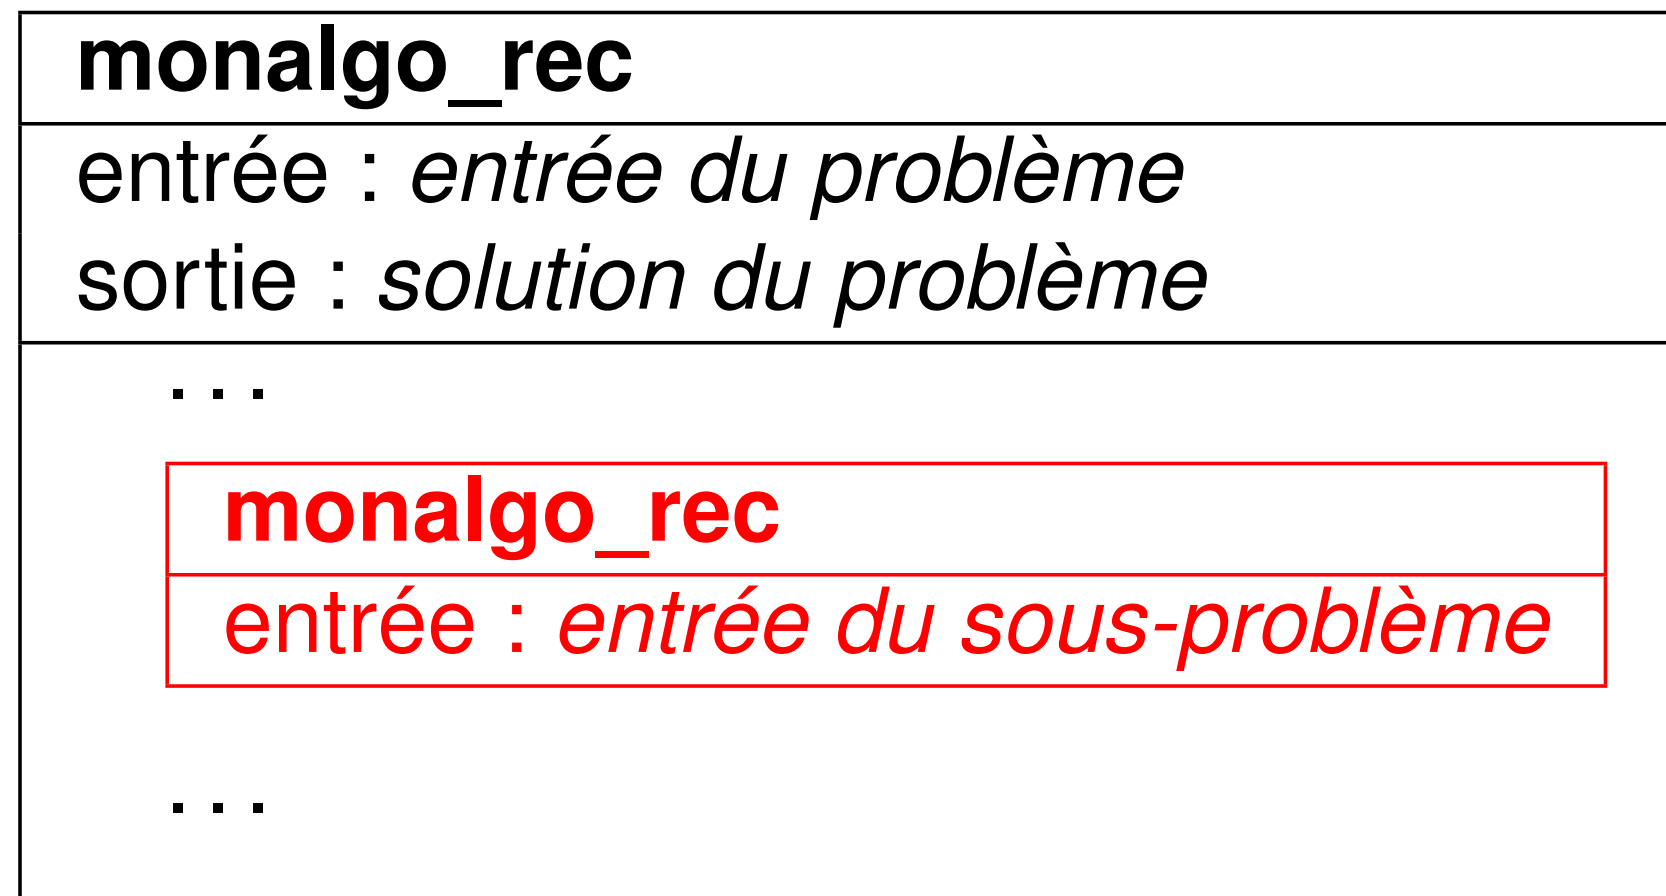 monalgo_rec
entrée : entrée du problème
sortie : solution du problème
. . .
monalgo_rec
entrée : entrée du sous-problème
. . .